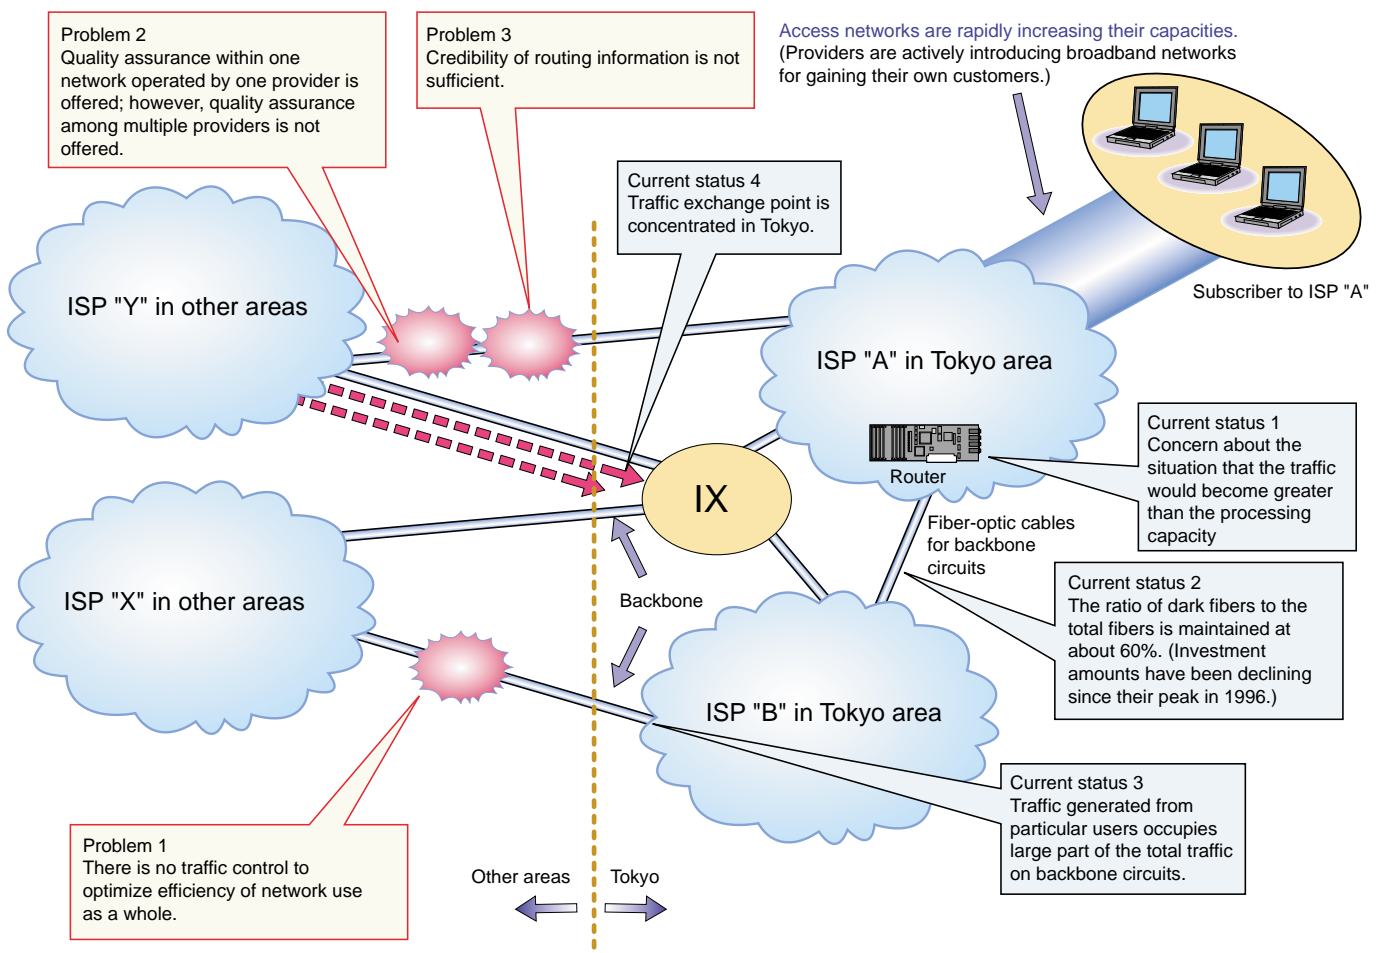 Problem 2
Quality assurance within one
network operated by one provider is
offered; however, quality assurance
among multiple providers is not
offered.
Problem 3
Credibility of routing information is not
sufficient.
Access networks are rapidly increasing their capacities.
(Providers are actively introducing broadband networks
for gaining their own customers.)
Current status 4
Traffic exchange point is
concentrated in Tokyo.
Subscriber to ISP "A"
ISP "Y" in other areas
ISP "A" in Tokyo area
Router
Current status 1
Concern about the
situation that the traffic
would become greater
than the processing
capacity
IX
Fiber-optic cables
for backbone
circuits
Current status 2
The ratio of dark fibers to the
total fibers is maintained at
about 60%. (Investment
amounts have been declining
since their peak in 1996.)
ISP "X" in other areas
Backbone
ISP "B" in Tokyo area
Current status 3
Traffic generated from
particular users occupies
large part of the total traffic
on backbone circuits.
Problem 1
There is no traffic control to
optimize efficiency of network use
as a whole.
Other areas
Tokyo